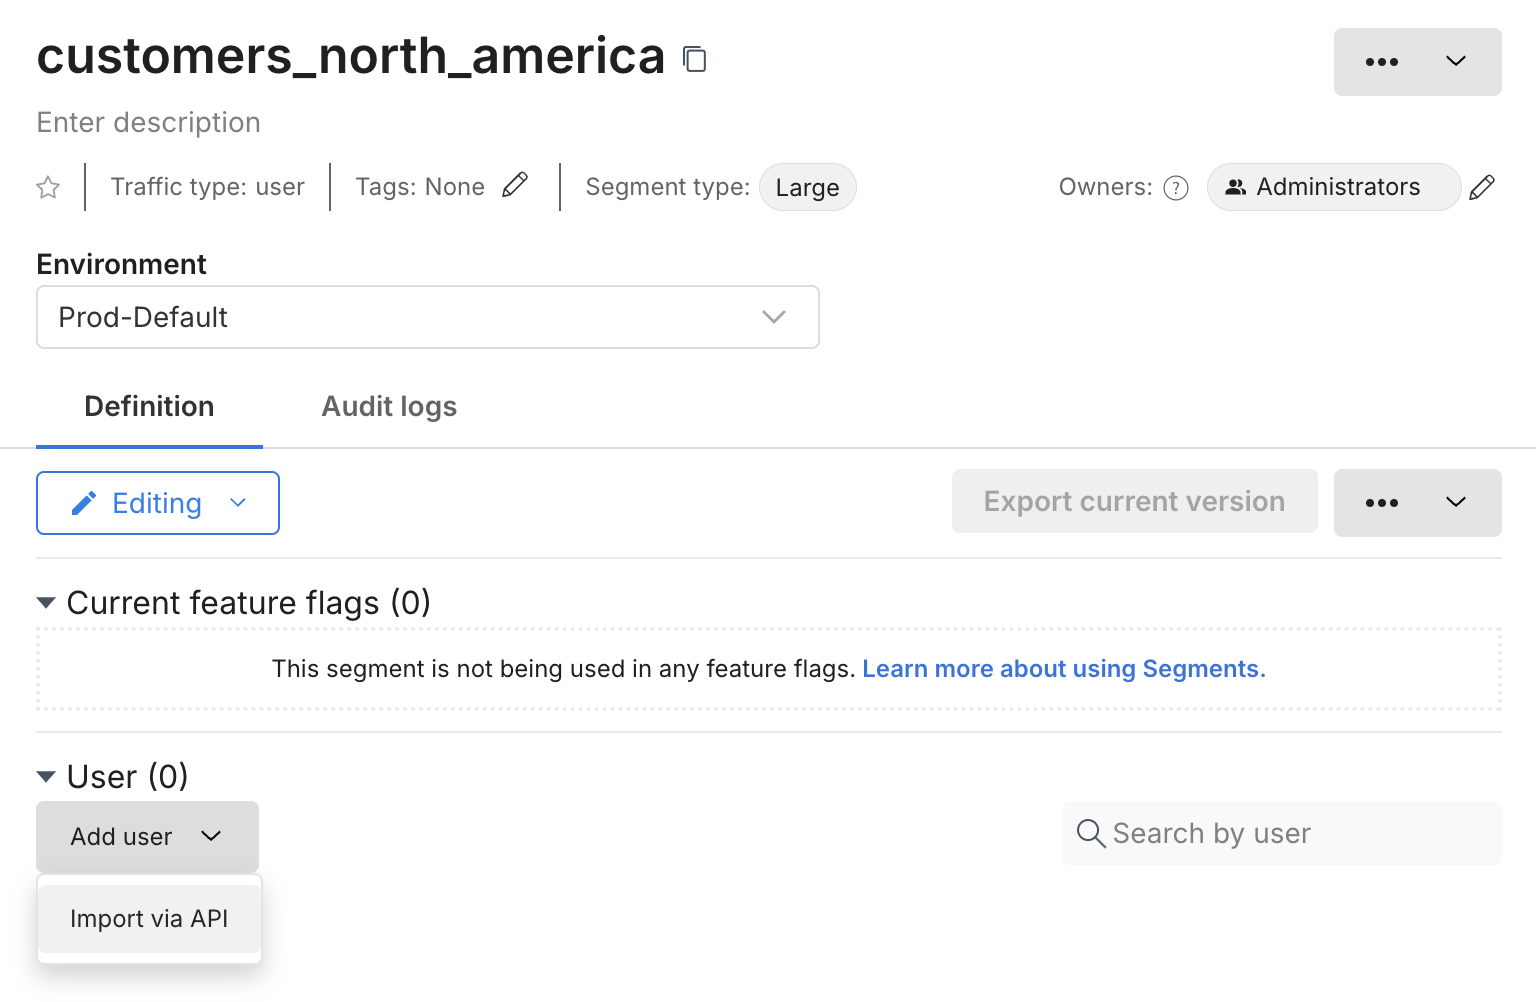 customers_north_america
Enter description
Traffic type: user
Tags: None
Segment type: Large
Owners: ? Administrators
Environment
Prod-Default
Definition
Audit logs
Editing
Export current version
Current feature flags (0)
This segment is not being used in any feature flags. Learn more about using Segments.
User (0)
Add user
Search by user
Import via API